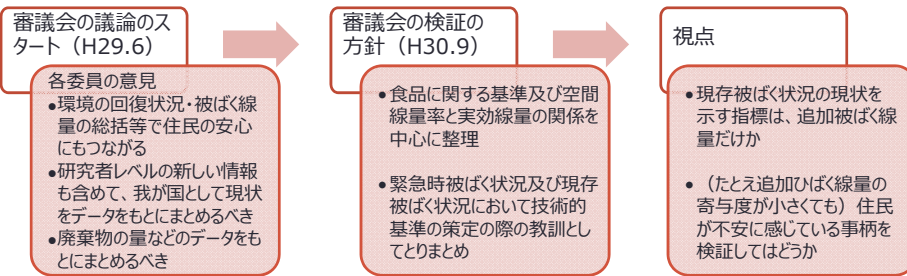 審議会の議論のス
タート（H29.6）
各委員の意見
●環境の回復状況・被ばく線
量の総括等で住民の安心
にもつながる
●研究者レベルの新しい情報
も含めて、我が国として現状
をデータをもとにまとめるべき
●廃棄物の量などのデータをも
とにまとめるべき
審議会の検証の
方針（H30.9）
●食品に関する基準及び空間
線量率と実効線量の関係を
中心に整理
●緊急時被ばく状況及び現存
被ばく状況において技術的
基準の策定の際の教訓とし
てとりまとめ
視点
●現存被ばく状況の現状を
示す指標は、追加被ばく線
量だけか
●（たとえ追加ひばく線量の
寄与度が小さくても）住民
が不安に感じている事柄を
検証してはどうか